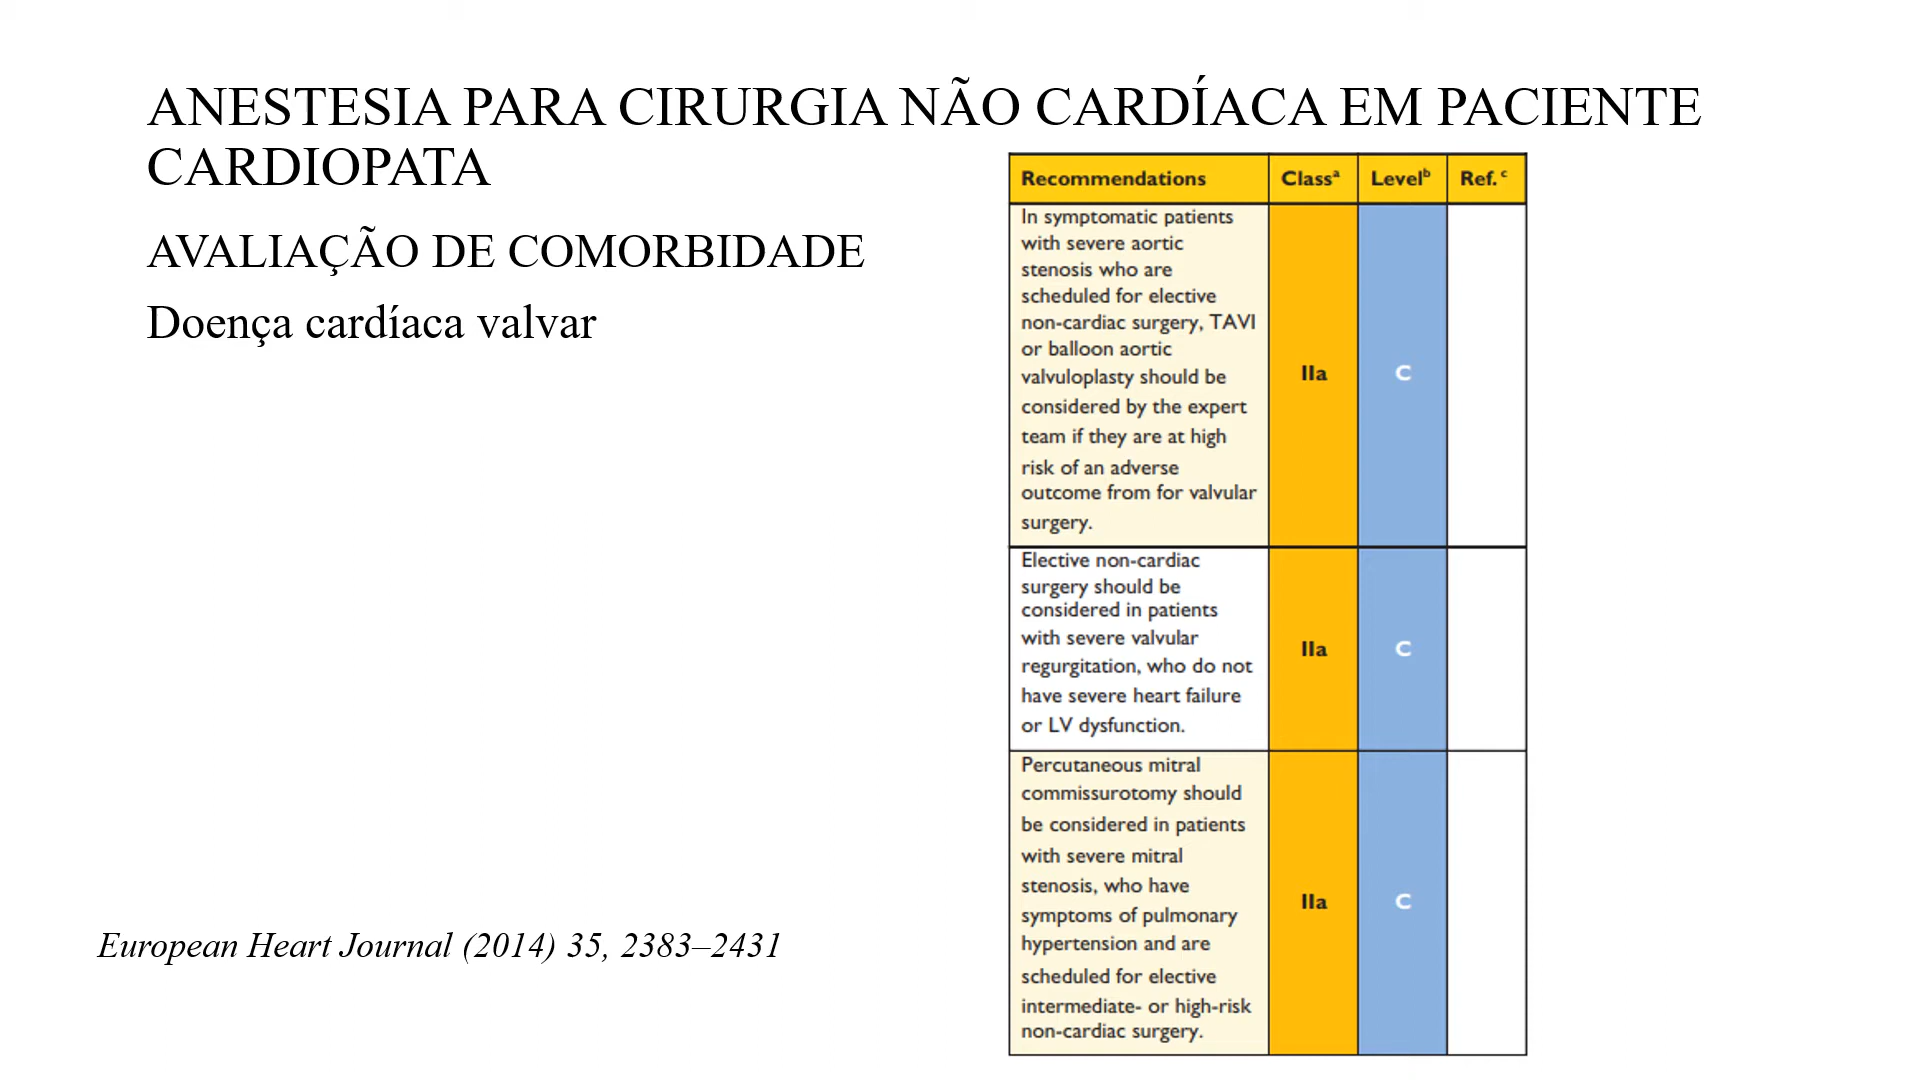 ANESTESIA PARA CIRURGIA NÃO CARDÍACA EM PACIENTE
CARDIOPATA
AVALIAÇÃO DE COMORBIDADE
Doença cardíaca valvar
European Heart Journal (2014) 35, 2383–2431
Recommendations Classᵃ Levelᵇ Ref.ᶜ
In symptomatic patients
with severe aortic
stenosis who are
scheduled for elective
non-cardiac surgery, TAVI
or balloon aortic
valvuloplasty should be
considered by the expert
team if they are at high
risk of an adverse
outcome from for valvular
surgery.
IIa C
Elective non-cardiac
surgery should be
considered in patients
with severe valvular
regurgitation, who do not
have severe heart failure
or LV dysfunction.
IIa C
Percutaneous mitral
commissurotomy should
be considered in patients
with severe mitral
stenosis, who have
symptoms of pulmonary
hypertension and are
scheduled for elective
intermediate- or high-risk
non-cardiac surgery.
IIa C